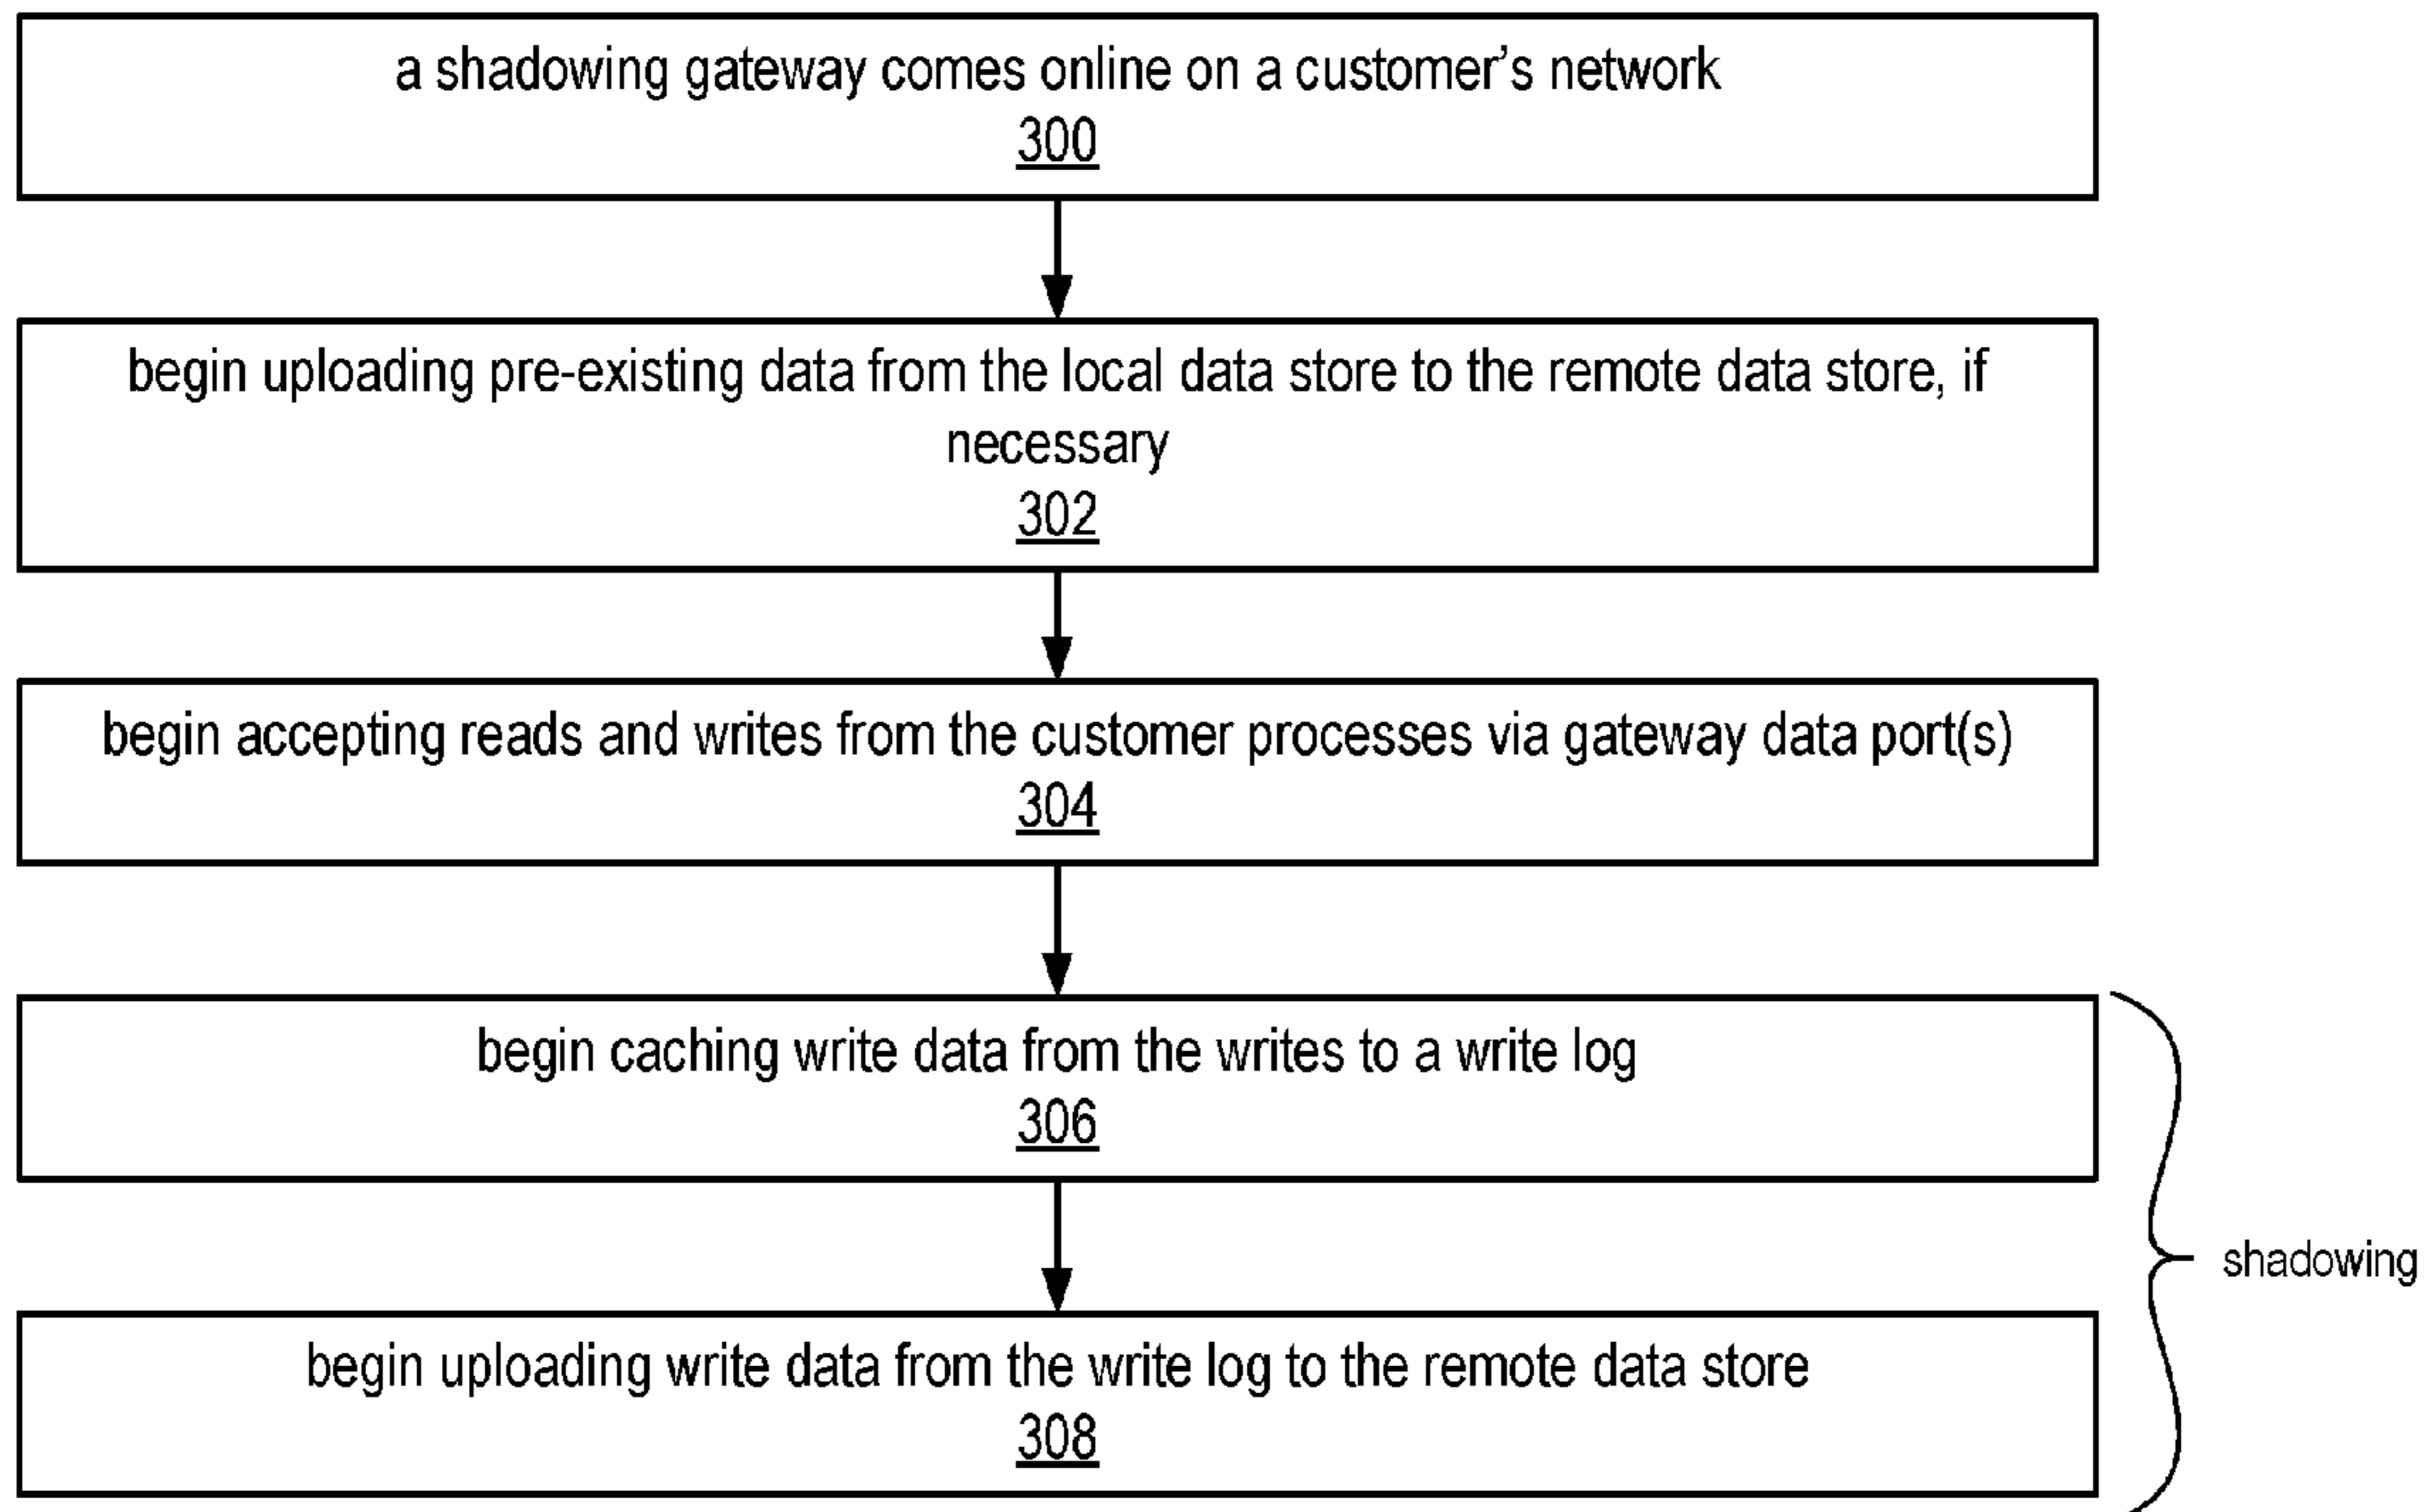 a shadowing gateway comes online on a customer’s network
300
begin uploading pre-existing data from the local data store to the remote data store, if
necessary
302
begin accepting reads and writes from the customer processes via gateway data port(s)
304
begin caching write data from the writes to a write log
306
shadowing
begin uploading write data from the write log to the remote data store
308